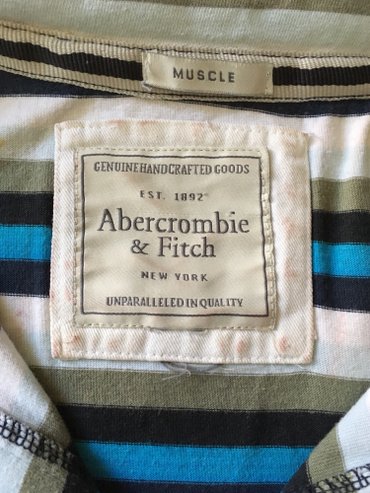 MUSCLE
GENUINE HANDCRAFTED GOODS
EST. 1892
Abercrombie
& Fitch
NEW YORK
UNPARALLELED IN QUALITY